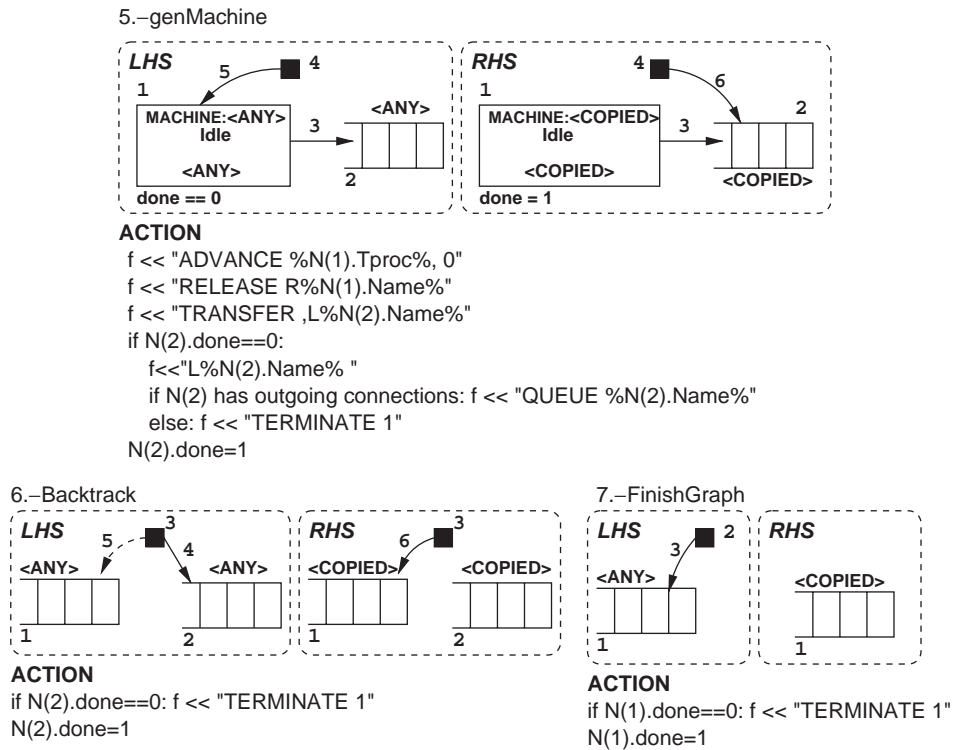 5.–genMachine
LHS
4
5
1
MACHINE:<ANY>
Idle
<ANY>
done == 0
3
<ANY>
2
RHS
4
6
1
2
MACHINE:<COPIED>
Idle
<COPIED>
done = 1
3
<COPIED>
ACTION
f << "ADVANCE %N(1).Tproc%, 0"
f << "RELEASE R%N(1).Name%"
f << "TRANSFER ,L%N(2).Name%"
if N(2).done==0:
f<<"L%N(2).Name% "
if N(2) has outgoing connections: f << "QUEUE %N(2).Name%"
else: f << "TERMINATE 1"
N(2).done=1
6.–Backtrack
LHS
3
5
4
<ANY>
<ANY>
1
2
RHS
3
6
<COPIED>
<COPIED>
1
2
ACTION
if N(2).done==0: f << "TERMINATE 1"
N(2).done=1
7.–FinishGraph
LHS
2
3
<ANY>
1
RHS
<COPIED>
1
ACTION
if N(1).done==0: f << "TERMINATE 1"
N(1).done=1